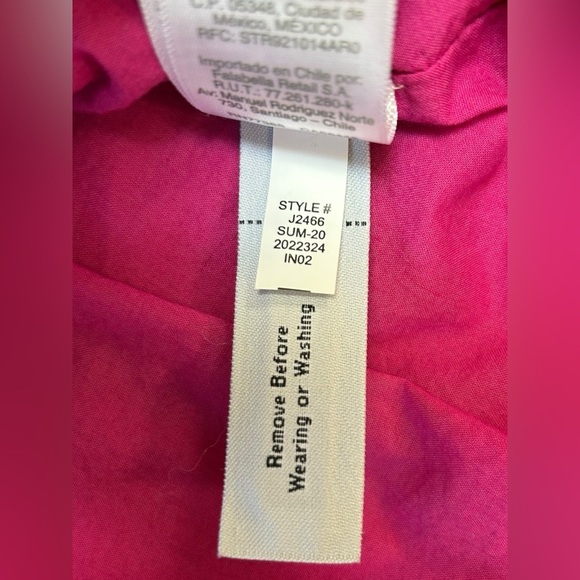 C.P. 05348, Ciudad de
México, MÉXICO
RFC: STR921014AR0
Importado en Chile por:
Falabella Retail S.A.
R.U.T.: 77.261.280-k
Av. Manuel Rodriguez Norte
730, Santiago - Chile
STYLE #
J2466
SUM-20
2022324
IN02
Remove Before
Wearing or Washing